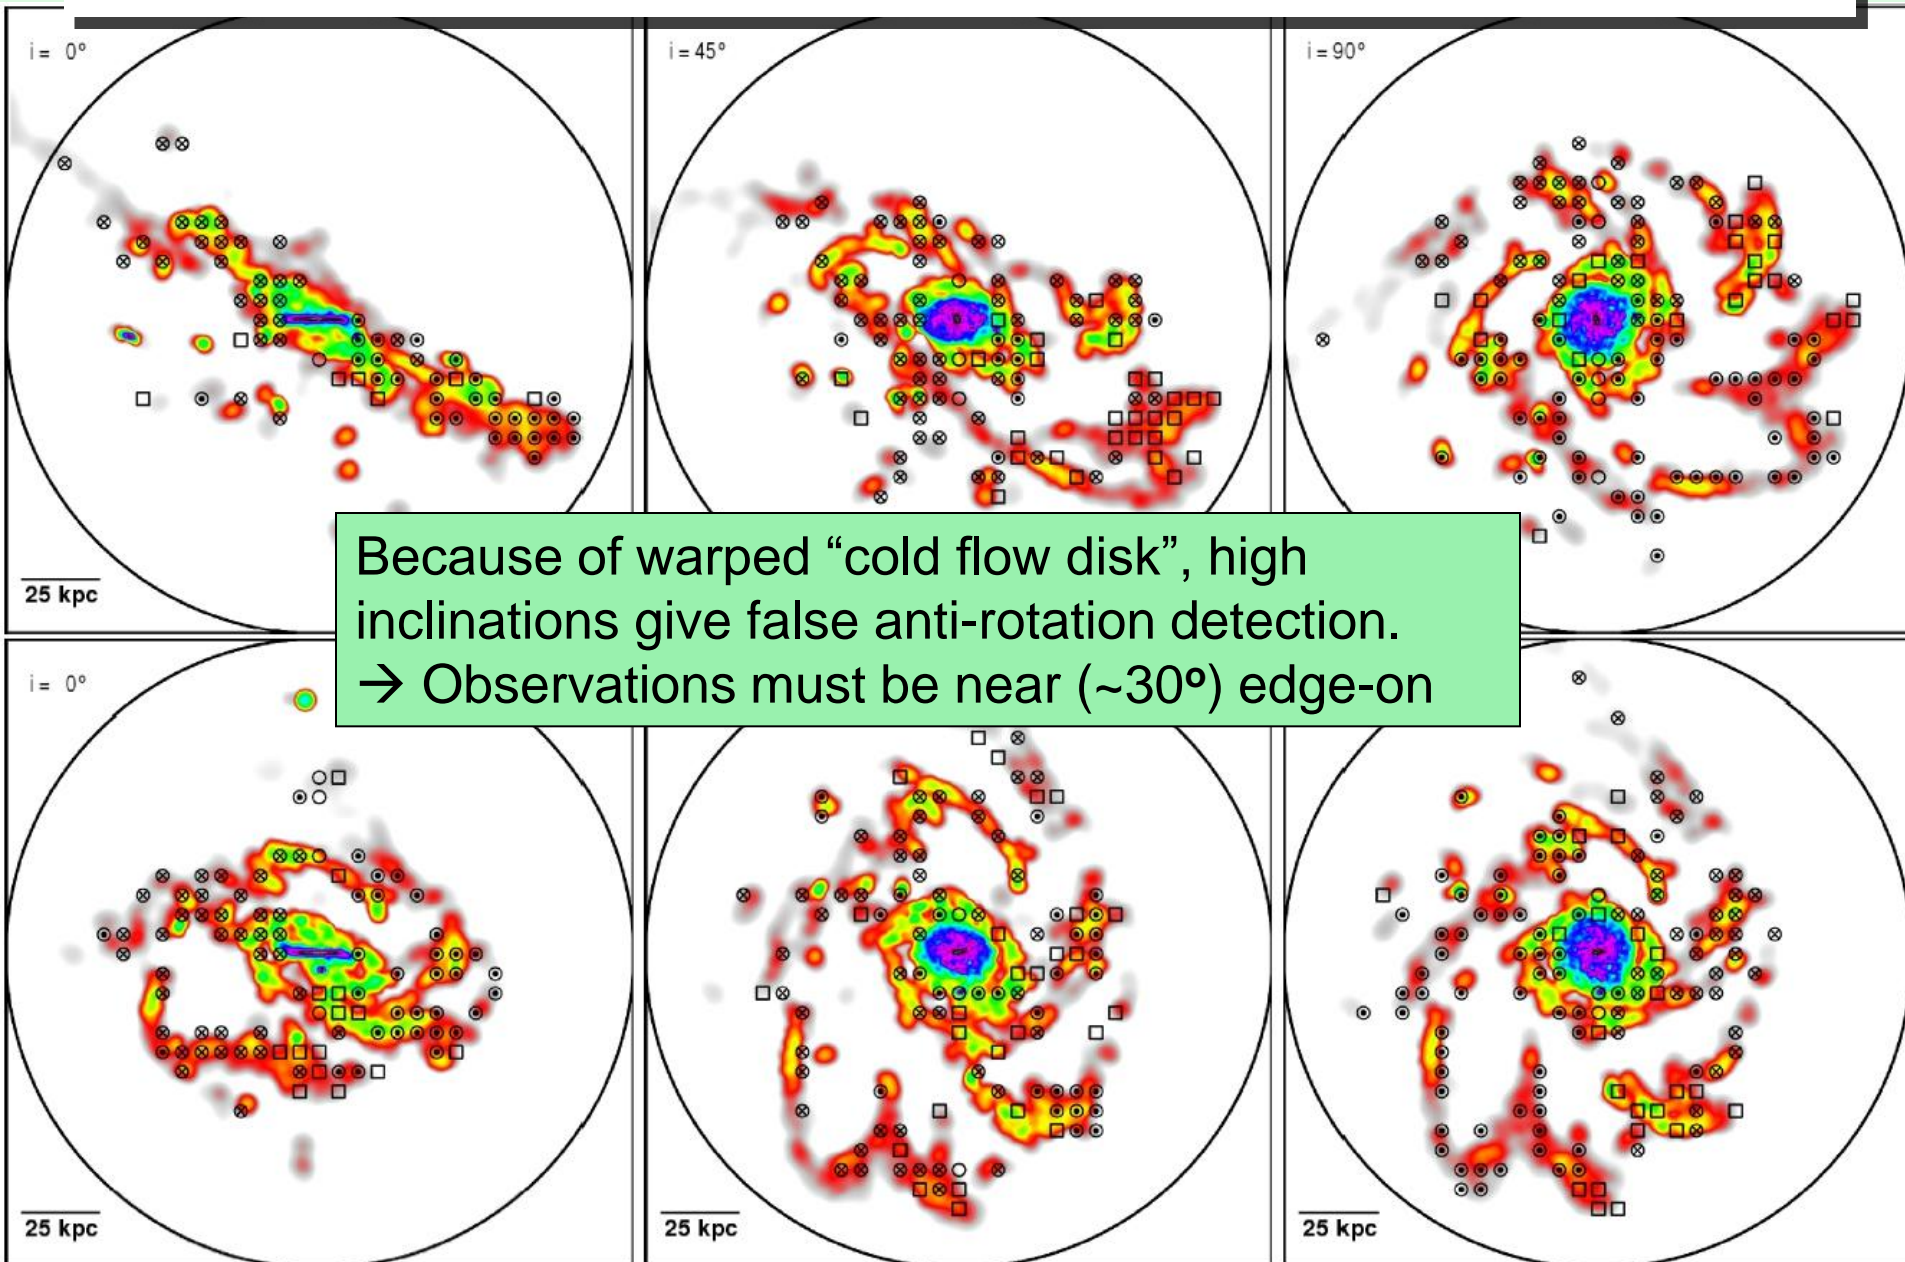 i = 0°
i = 45°
i = 90°
25 kpc
Because of warped “cold flow disk”, high
inclinations give false anti-rotation detection.
→ Observations must be near (~30º) edge-on
i = 0°
25 kpc
25 kpc
25 kpc